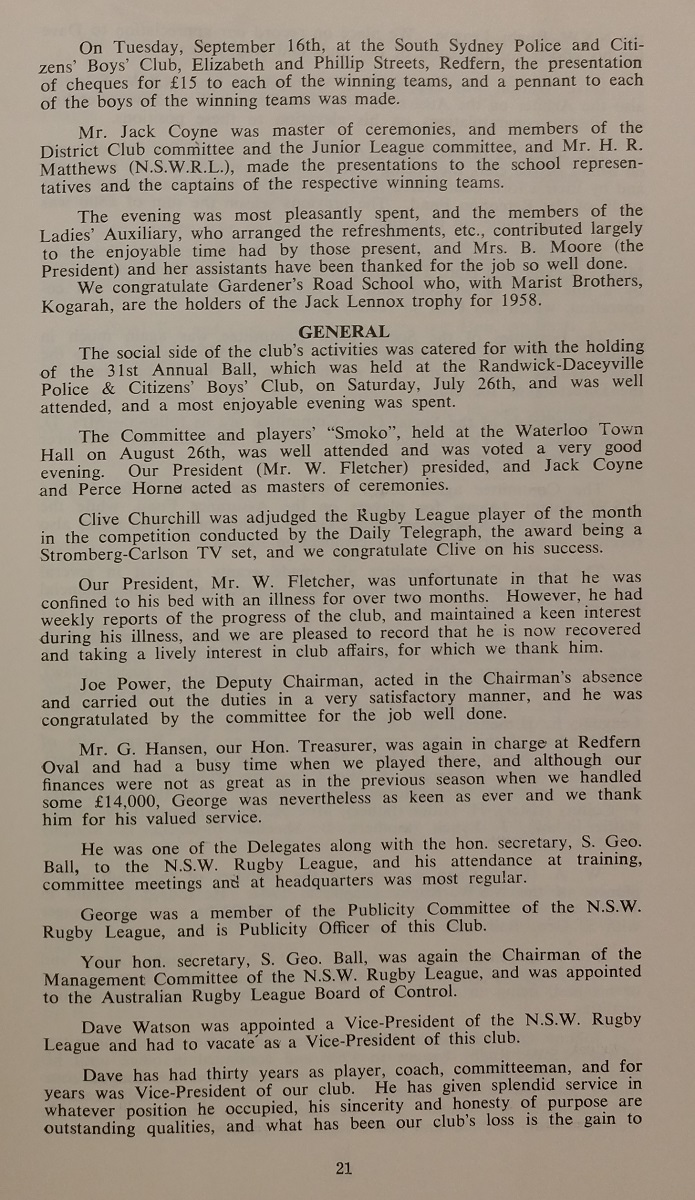 On Tuesday, September 16th, at the South Sydney Police and Citi-
zens' Boys' Club, Elizabeth and Phillip Streets, Redfern, the presentation
of cheques for £15 to each of the winning teams, and a pennant to each
of the boys of the winning teams was made.
Mr. Jack Coyne was master of ceremonies, and members of the
District Club committee and the Junior League committee, and Mr. H. R.
Matthews (N.S.W.R.L.), made the presentations to the school represen-
tatives and the captains of the respective winning teams.
The evening was most pleasantly spent, and the members of the
Ladies' Auxiliary, who arranged the refreshments, etc., contributed largely
to the enjoyable time had by those present, and Mrs. B. Moore (the
President) and her assistants have been thanked for the job so well done.
We congratulate Gardener's Road School who, with Marist Brothers,
Kogarah, are the holders of the Jack Lennox trophy for 1958.
GENERAL
The social side of the club's activities was catered for with the holding
of the 31st Annual Ball, which was held at the Randwick-Daceyville
Police & Citizens' Boys' Club, on Saturday, July 26th, and was well
attended, and a most enjoyable evening was spent.
The Committee and players' “Smoko”, held at the Waterloo Town
Hall on August 26th, was well attended and was voted a very good
evening. Our President (Mr. W. Fletcher) presided, and Jack Coyne
and Perce Horne acted as masters of ceremonies.
Clive Churchill was adjudged the Rugby League player of the month
in the competition conducted by the Daily Telegraph, the award being a
Stromberg-Carlson TV set, and we congratulate Clive on his success.
Our President, Mr. W. Fletcher, was unfortunate in that he was
confined to his bed with an illness for over two months. However, he had
weekly reports of the progress of the club, and maintained a keen interest
during his illness, and we are pleased to record that he is now recovered
and taking a lively interest in club affairs, for which we thank him.
Joe Power, the Deputy Chairman, acted in the Chairman's absence
and carried out the duties in a very satisfactory manner, and he was
congratulated by the committee for the job well done.
Mr. G. Hansen, our Hon. Treasurer, was again in charge at Redfern
Oval and had a busy time when we played there, and although our
finances were not as great as in the previous season when we handled
some £14,000, George was nevertheless as keen as ever and we thank
him for his valued service.
He was one of the Delegates along with the hon. secretary, S. Geo.
Ball, to the N.S.W. Rugby League, and his attendance at training,
committee meetings and at headquarters was most regular.
George was a member of the Publicity Committee of the N.S.W.
Rugby League, and is Publicity Officer of this Club.
Your hon. secretary, S. Geo. Ball, was again the Chairman of the
Management Committee of the N.S.W. Rugby League, and was appointed
to the Australian Rugby League Board of Control.
Dave Watson was appointed a Vice-President of the N.S.W. Rugby
League and had to vacate as a Vice-President of this club.
Dave has had thirty years as player, coach, committeeman, and for
years was Vice-President of our club. He has given splendid service in
whatever position he occupied, his sincerity and honesty of purpose are
outstanding qualities, and what has been our club's loss is the gain to
21